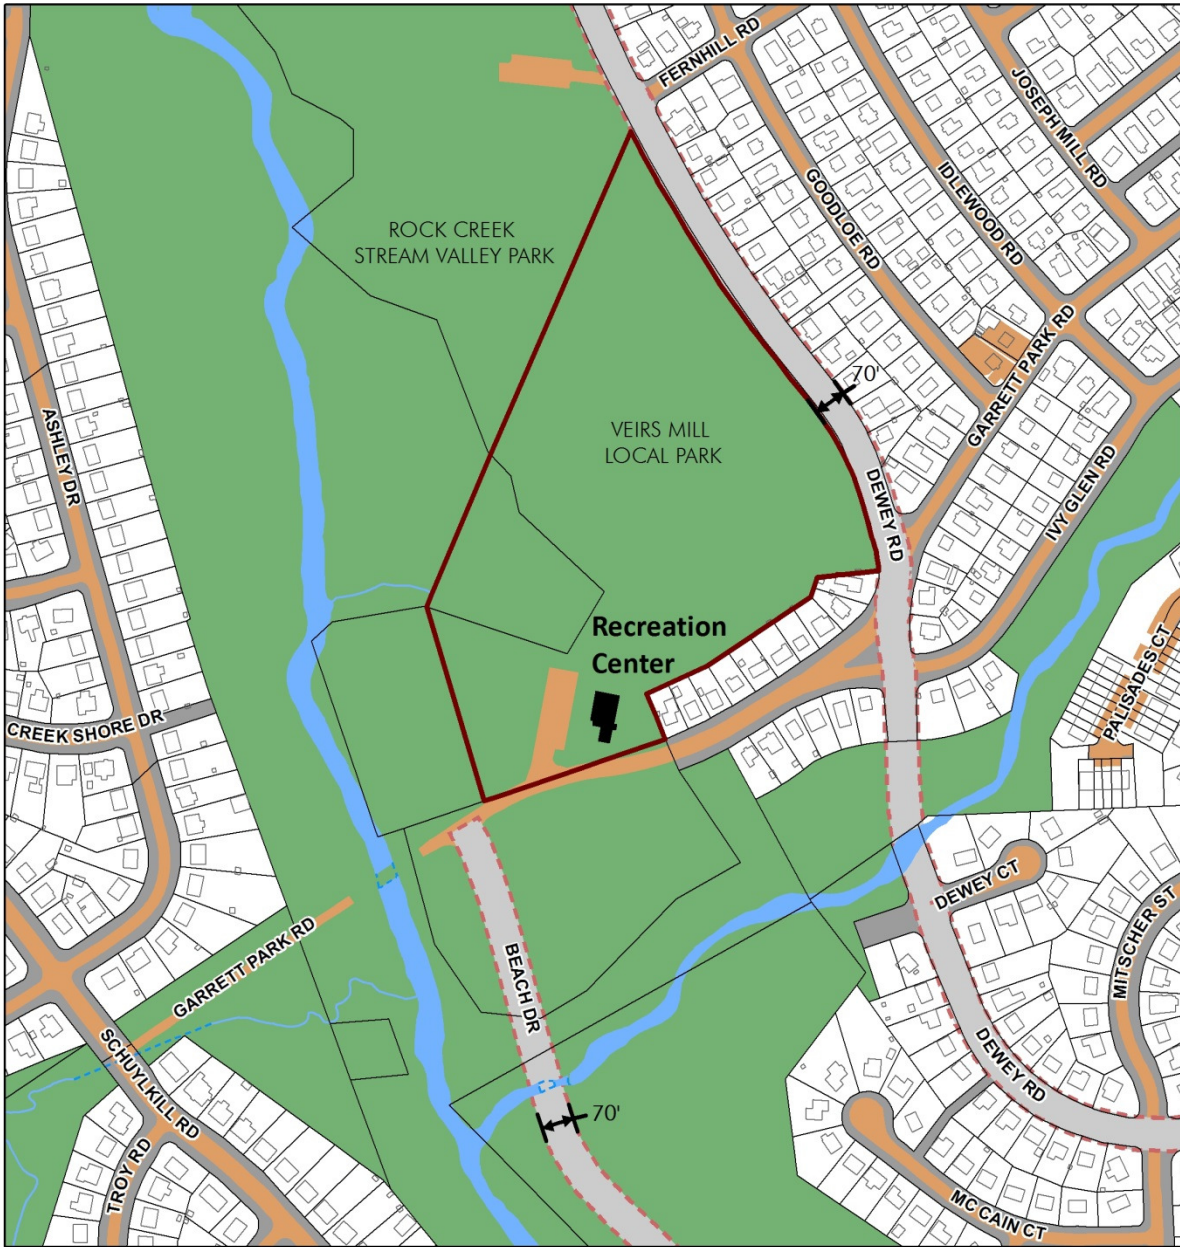 FERNHILL RD
JOSEPH MILL RD
GOODLOE RD
IDLEWOOD RD
ROCK CREEK
STREAM VALLEY PARK
GARRETT PARK RD
70'
ASHLEY DR
VEIRS MILL
LOCAL PARK
DEWEY RD
IVY GLEN RD
Recreation
Center
PALISADES CT
CREEK SHORE DR
DEWEY CT
GARRETT PARK RD
BEACH DR
MITSCHER ST
SCHUYLKILL RD
DEWEY RD
70'
TROY RD
MC CAIN CT